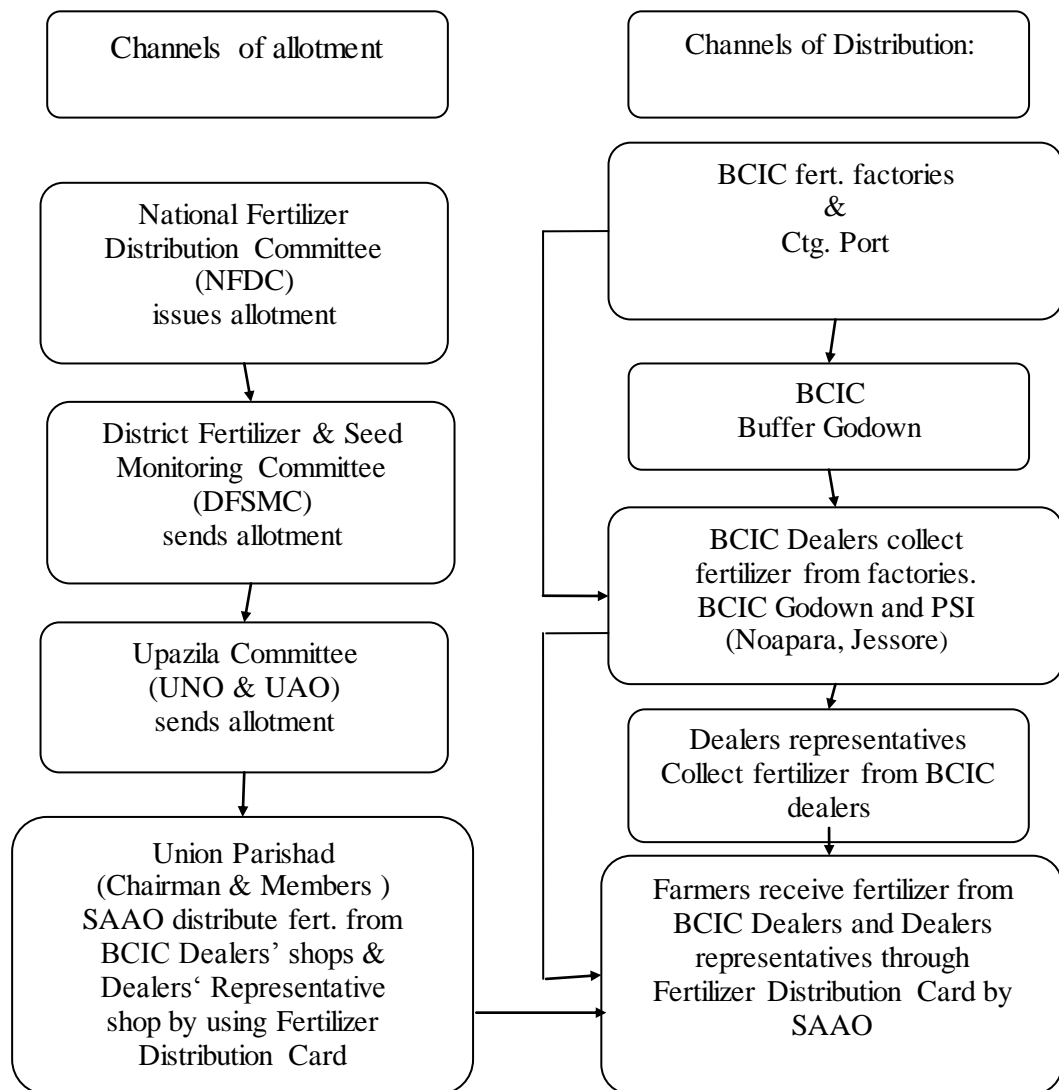 Channels of allotment
National Fertilizer
Distribution Committee
(NFDC)
issues allotment
District Fertilizer & Seed
Monitoring Committee
(DFSMC)
sends allotment
Upazila Committee
(UNO & UAO)
sends allotment
Union Parishad
(Chairman & Members )
SAAO distribute fert. from
BCIC Dealers’ shops &
Dealers‘ Representative
shop by using Fertilizer
Distribution Card
Channels of Distribution:
BCIC fert. factories
&
Ctg. Port
BCIC
Buffer Godown
BCIC Dealers collect
fertilizer from factories.
BCIC Godown and PSI
(Noapara, Jessore)
Dealers representatives
Collect fertilizer from BCIC
dealers
Farmers receive fertilizer from
BCIC Dealers and Dealers
representatives through
Fertilizer Distribution Card by
SAAO